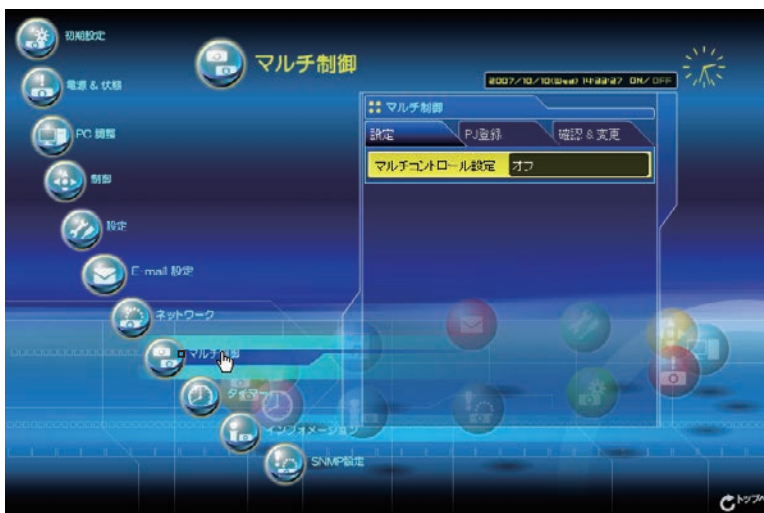 初期設定
電源 & 状態
PC 調整
制御
設定
E-mail 設定
ネットワーク
マルチ制御
タイマー
インフォメーション
SNMP設定
マルチ制御
2007/10/10(Wed) 14:33:27 ON/OFF
マルチ制御
設定 PJ登録 確認 & 変更
マルチコントロール設定 オフ
トップへ